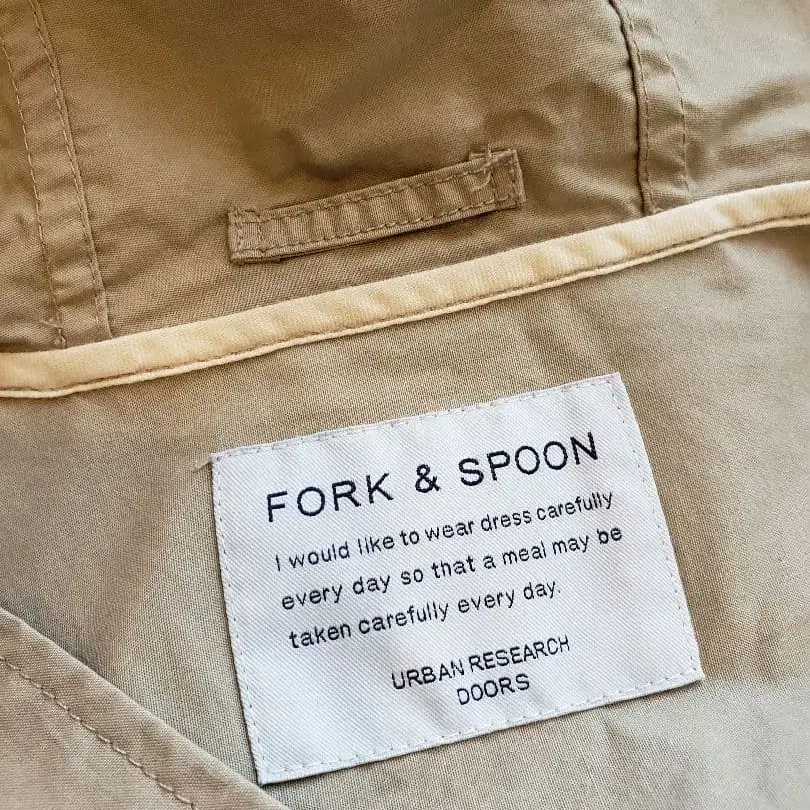 FORK & SPOON
I would like to wear dress carefully
every day so that a meal may be
taken carefully every day.
URBAN RESEARCH
DOORS